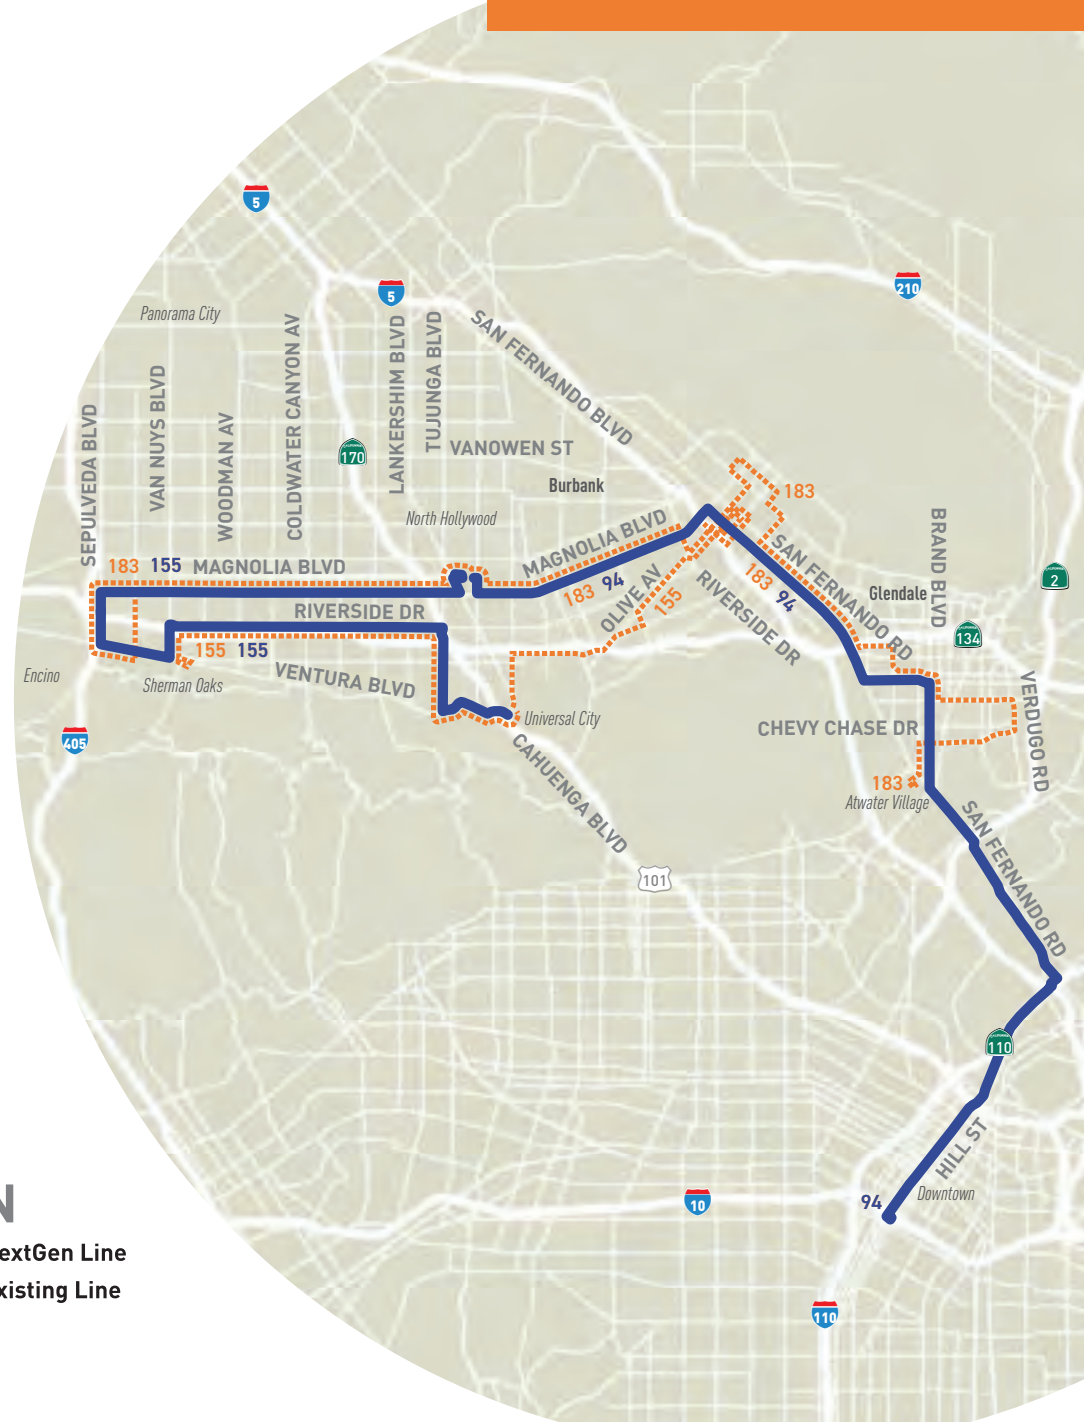 5
210
5
Panorama City
SAN FERNANDO BLVD
SEPULVEDA BLVD
VAN NUYS BLVD
WOODMAN AV
COLDWATER CANYON AV
LANKERSHIM BLVD
TUJUNGA BLVD
CALIFORNIA
170
VANOWEN ST
Burbank
183
North Hollywood
MAGNOLIA BLVD
BRAND BLVD
183 155 MAGNOLIA BLVD
183 94
OLIVE AV
155
RIVERSIDE DR
183 94
SAN FERNANDO RD
Glendale
CALIFORNIA
2
CALIFORNIA
134
RIVERSIDE DR
155 155
Encino
Sherman Oaks
VENTURA BLVD
Universal City
VERDUGO RD
CHEVY CHASE DR
405
CAHUENGA BLVD
183
Atwater Village
SAN FERNANDO RD
101
CALIFORNIA
110
HILL ST
94
Downtown
10
N
extGen Line
xisting Line
110